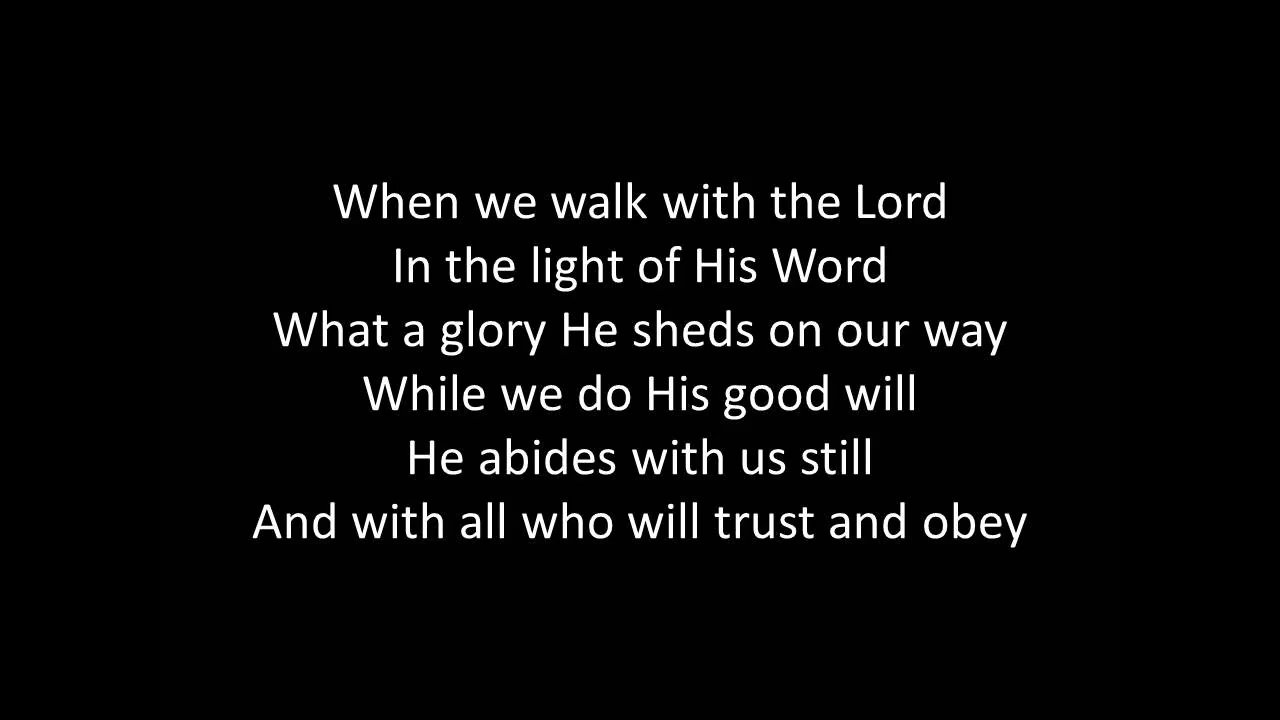 When we walk with the Lord
In the light of His Word
What a glory He sheds on our way
While we do His good will
He abides with us still
And with all who will trust and obey